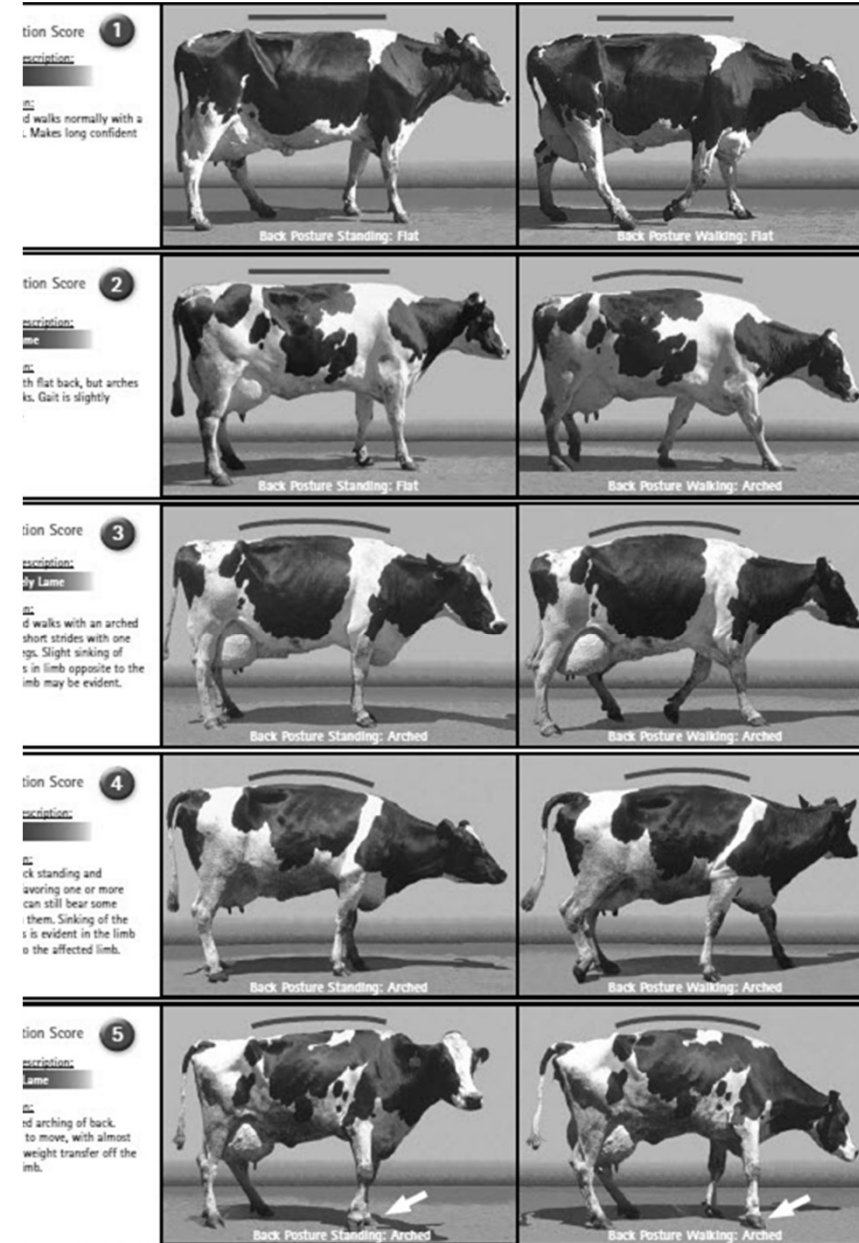 tion Score 1
escription:
n:
d walks normally with a
. Makes long confident
Back Posture Standing: Flat
Back Posture Walking: Flat
tion Score 2
escription:
me
n:
th flat back, but arches
ks. Gait is slightly
.
Back Posture Standing: Flat
Back Posture Walking: Arched
tion Score 3
escription:
ly Lame
n:
d walks with an arched
short strides with one
egs. Slight sinking of
s in limb opposite to the
imb may be evident.
Back Posture Standing: Arched
Back Posture Walking: Arched
tion Score 4
escription:
n:
ck standing and
avoring one or more
can still bear some
them. Sinking of the
s is evident in the limb
o the affected limb.
Back Posture Standing: Arched
Back Posture Walking: Arched
tion Score 5
escription:
Lame
n:
ed arching of back.
to move, with almost
weight transfer off the
imb.
Back Posture Standing: Arched
Back Posture Walking: Arched